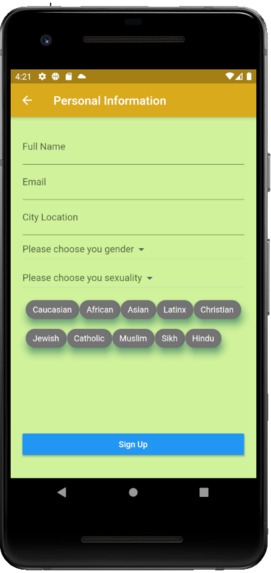 4:21
Personal Information
Full Name
Email
City Location
Please choose you gender
Please choose you sexuality
Caucasian African Asian Latinx Christian
Jewish Catholic Muslim Sikh Hindu
Sign Up